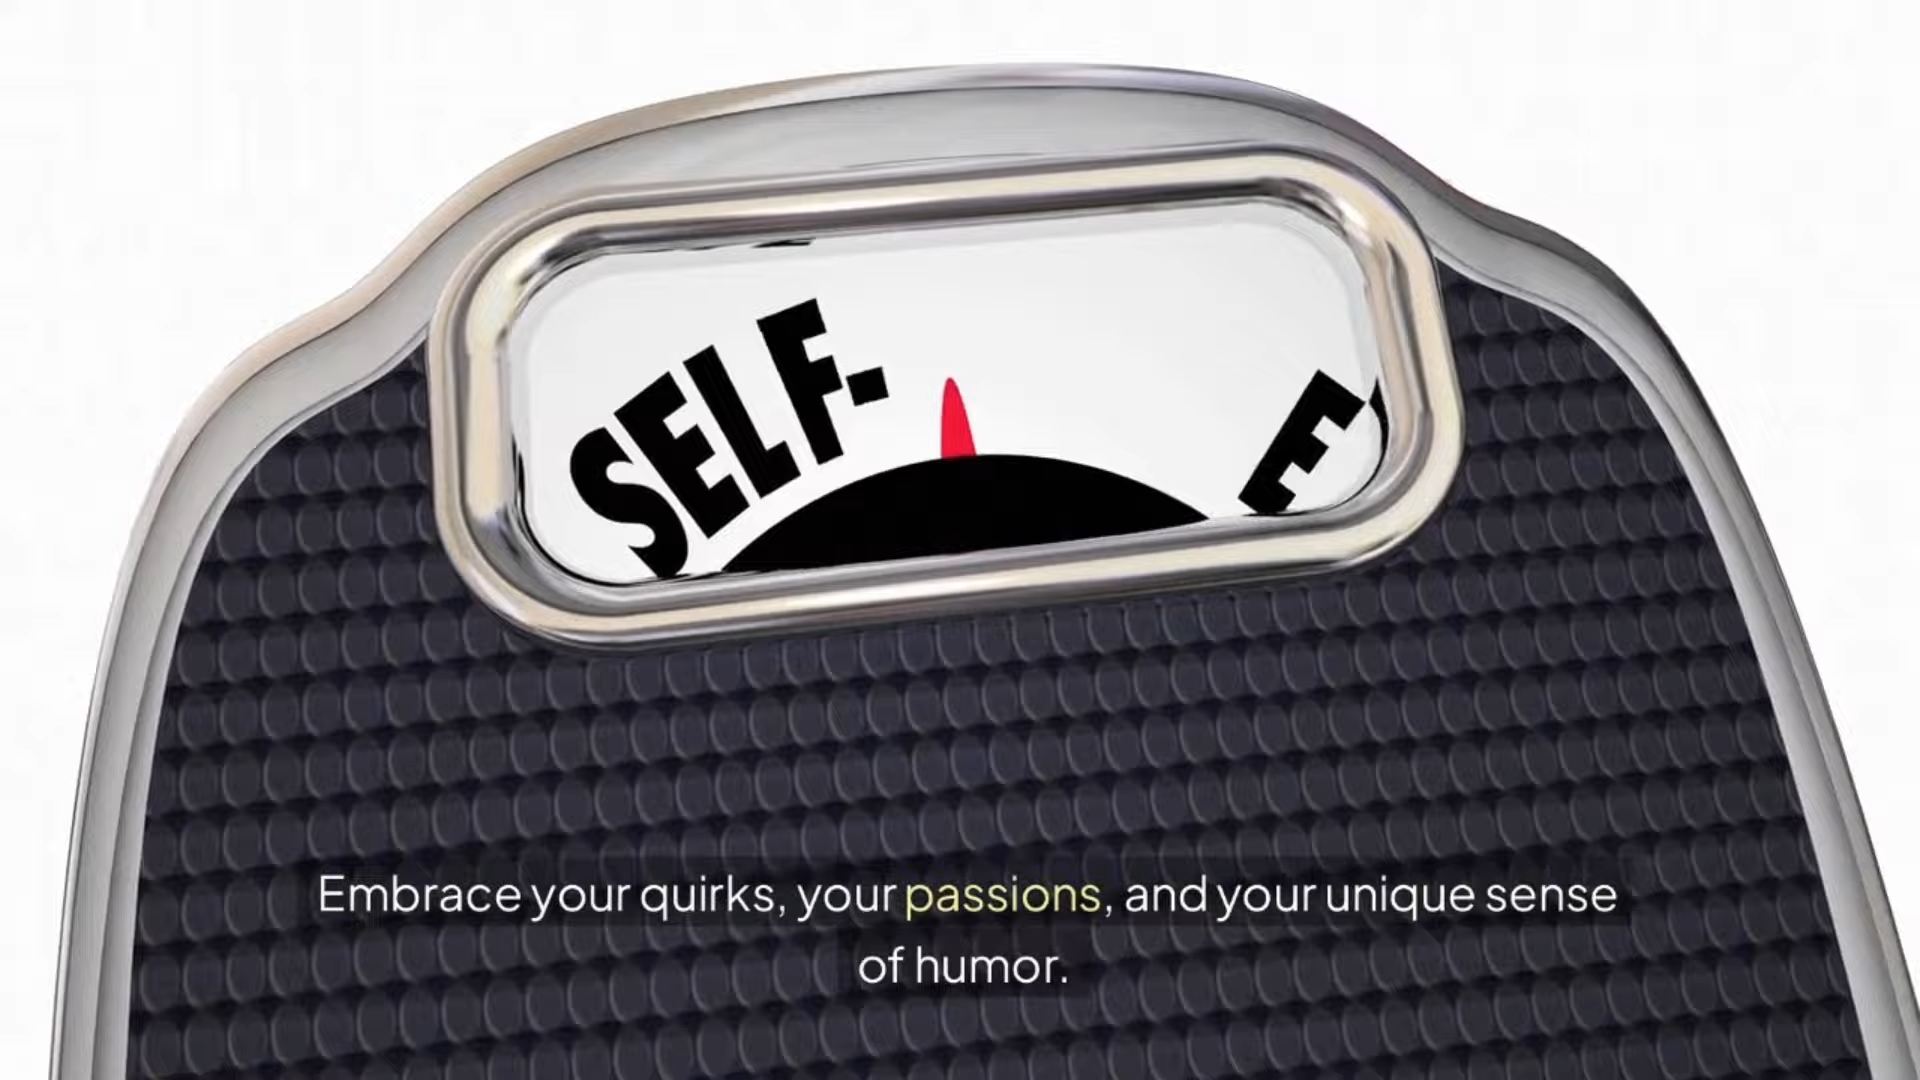 SELF-
E
Embrace your quirks, your passions, and your unique sense
of humor.